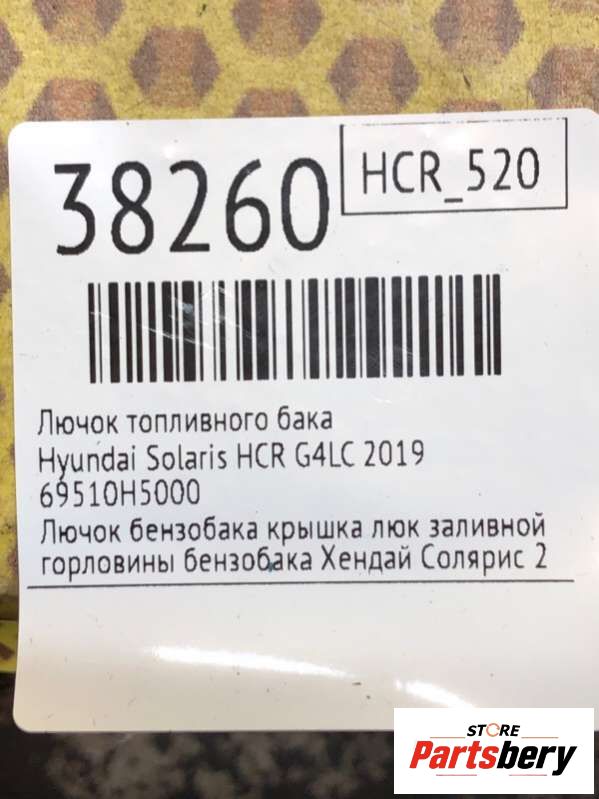 38260
HCR_520
Лючок топливного бака
Hyundai Solaris HCR G4LC 2019
69510H5000
Лючок бензобака крышка люк заливной
горловины бензобака Хендай Солярис 2
STORE
Partsbery